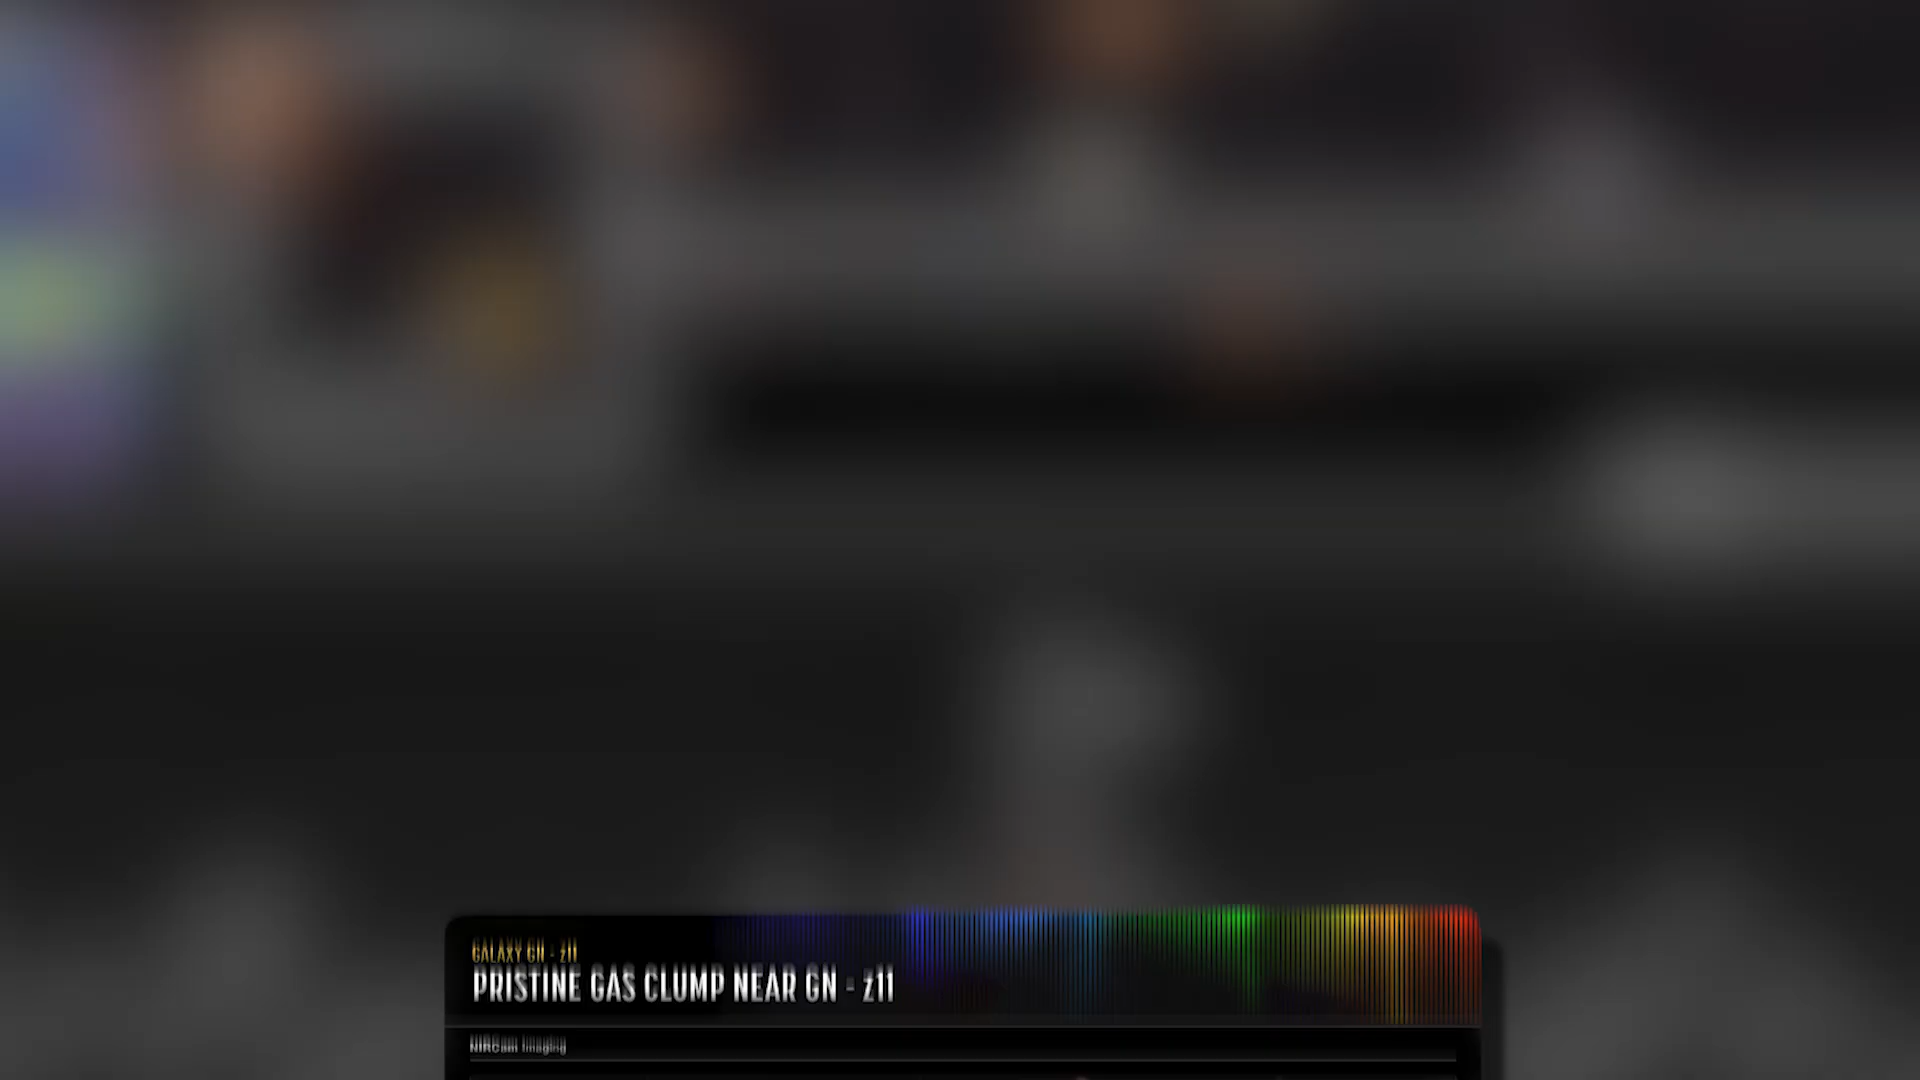 GALAXY GN - z11
PRISTINE GAS CLUMP NEAR GN - z11
NIRCam Imaging